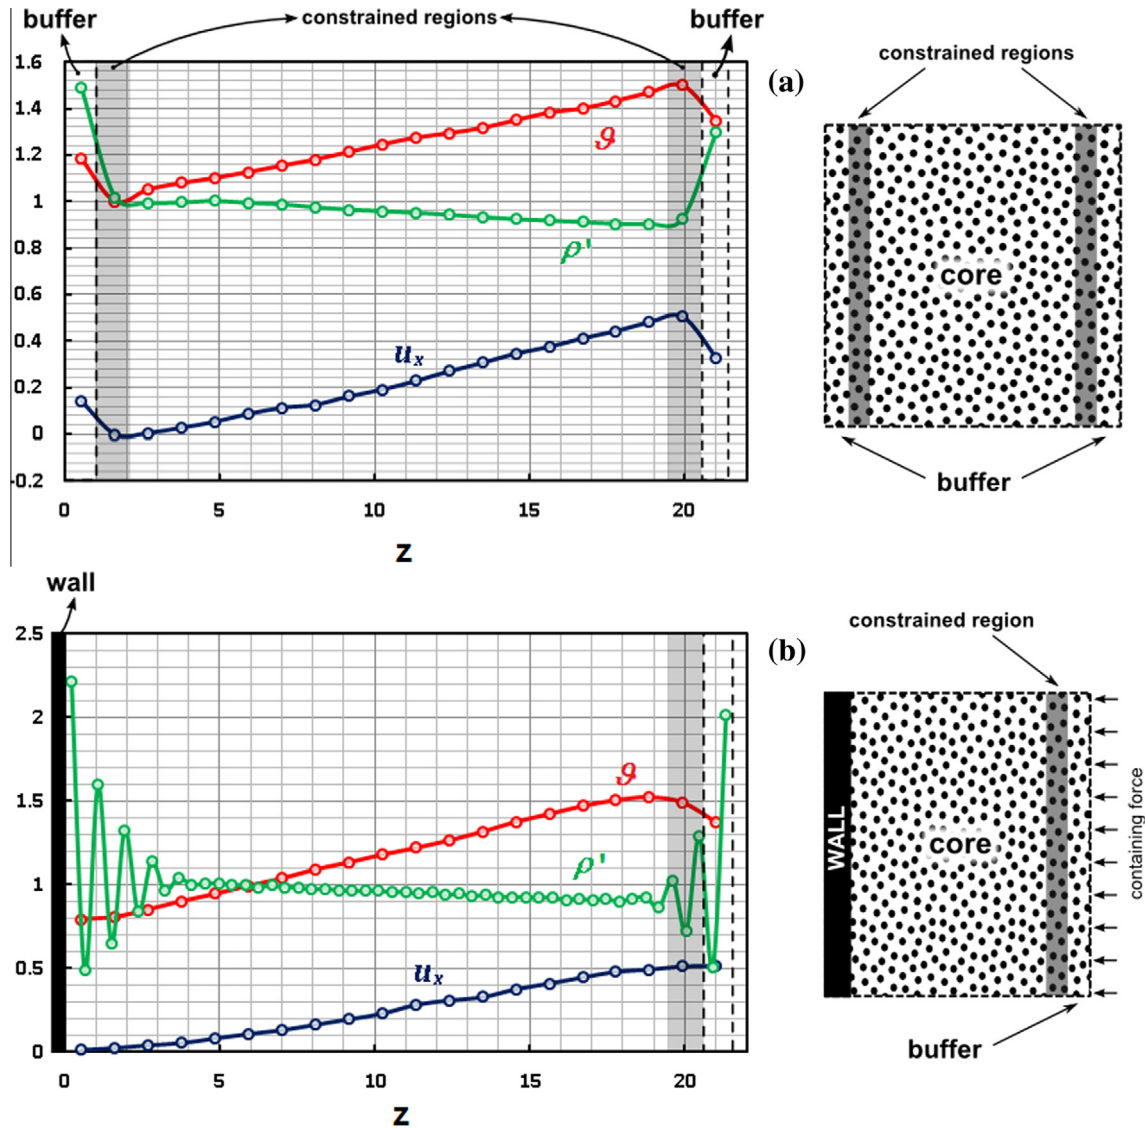 buffer
constrained regions
buffer
(a)
1.6
1.4
1.2
1
0.8
0.6
0.4
0.2
0
-0.2
ϑ
ρ'
uₓ
0 5 10 15 20
z
constrained regions
core
buffer
wall
(b)
2.5
2
1.5
1
0.5
0
ϑ
ρ'
uₓ
0 5 10 15 20
z
constrained region
WALL
core
containing force
buffer